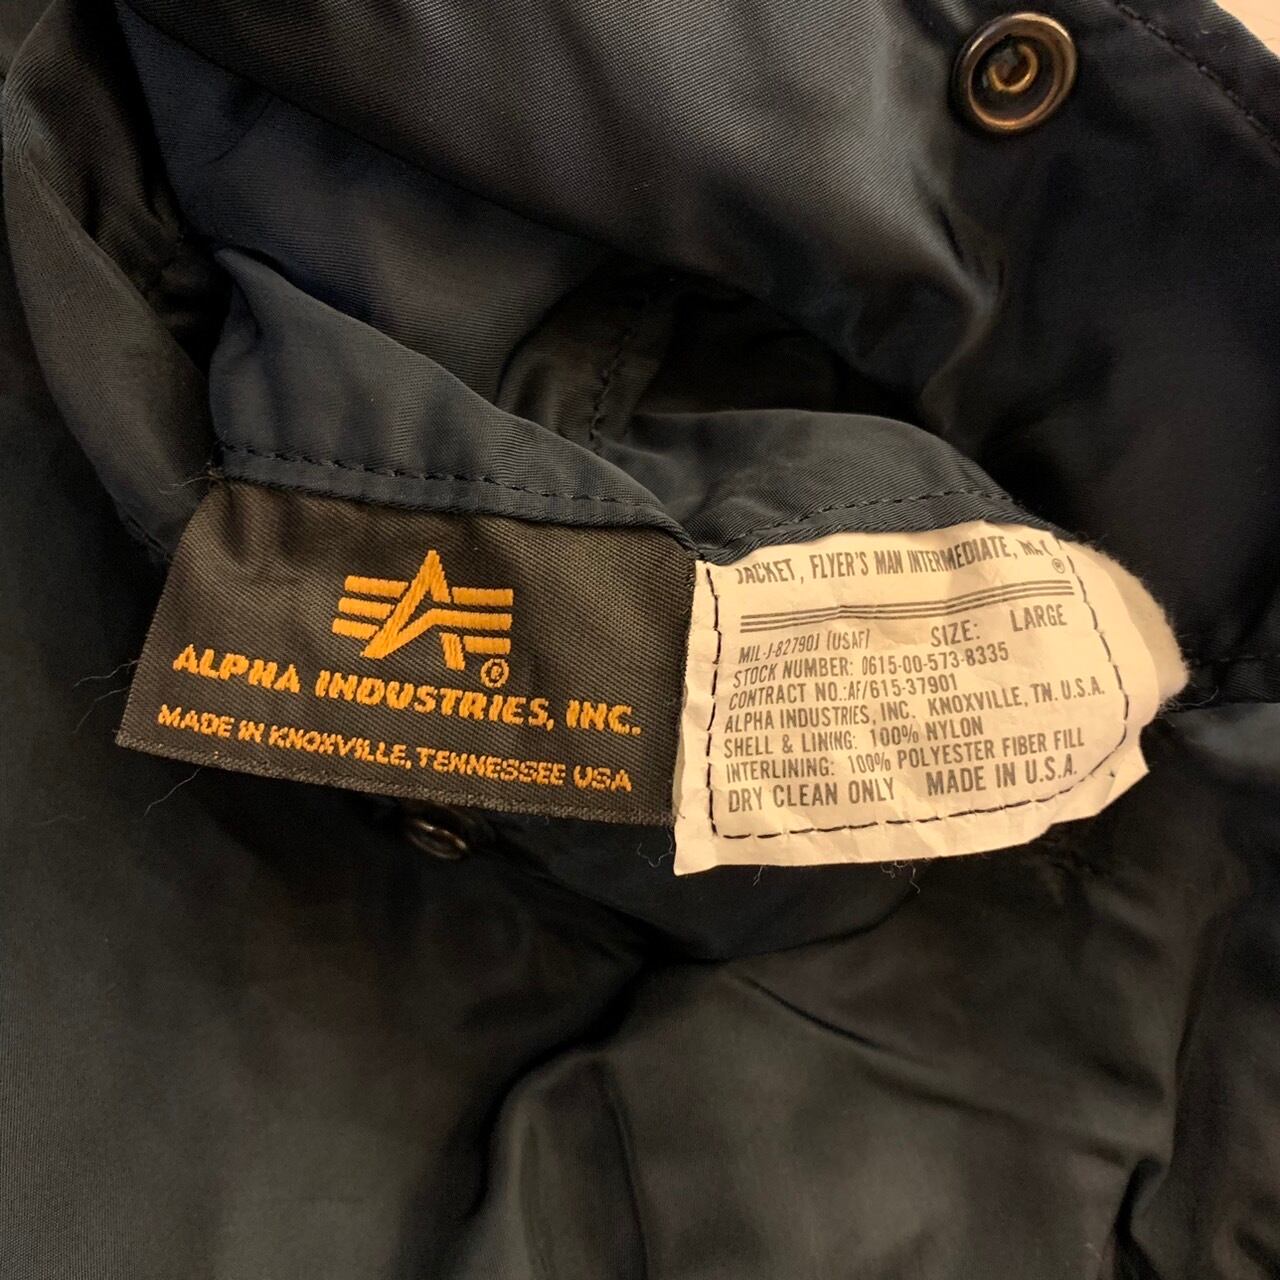 ALPHA INDUSTRIES, INC.
MADE IN KNOXVILLE, TENNESSEE USA
JACKET, FLYER'S MAN INTERMEDIATE,
®
SIZE: LARGE
MIL-J-82790J (USAF)
STOCK NUMBER: 0615-00-573-8335
CONTRACT NO.:AF/615-37901
ALPHA INDUSTRIES, INC. KNOXVILLE, TN. U.S.A.
SHELL & LINING: 100% NYLON
INTERLINING: 100% POLYESTER FIBER FILL
DRY CLEAN ONLY MADE IN U.S.A.